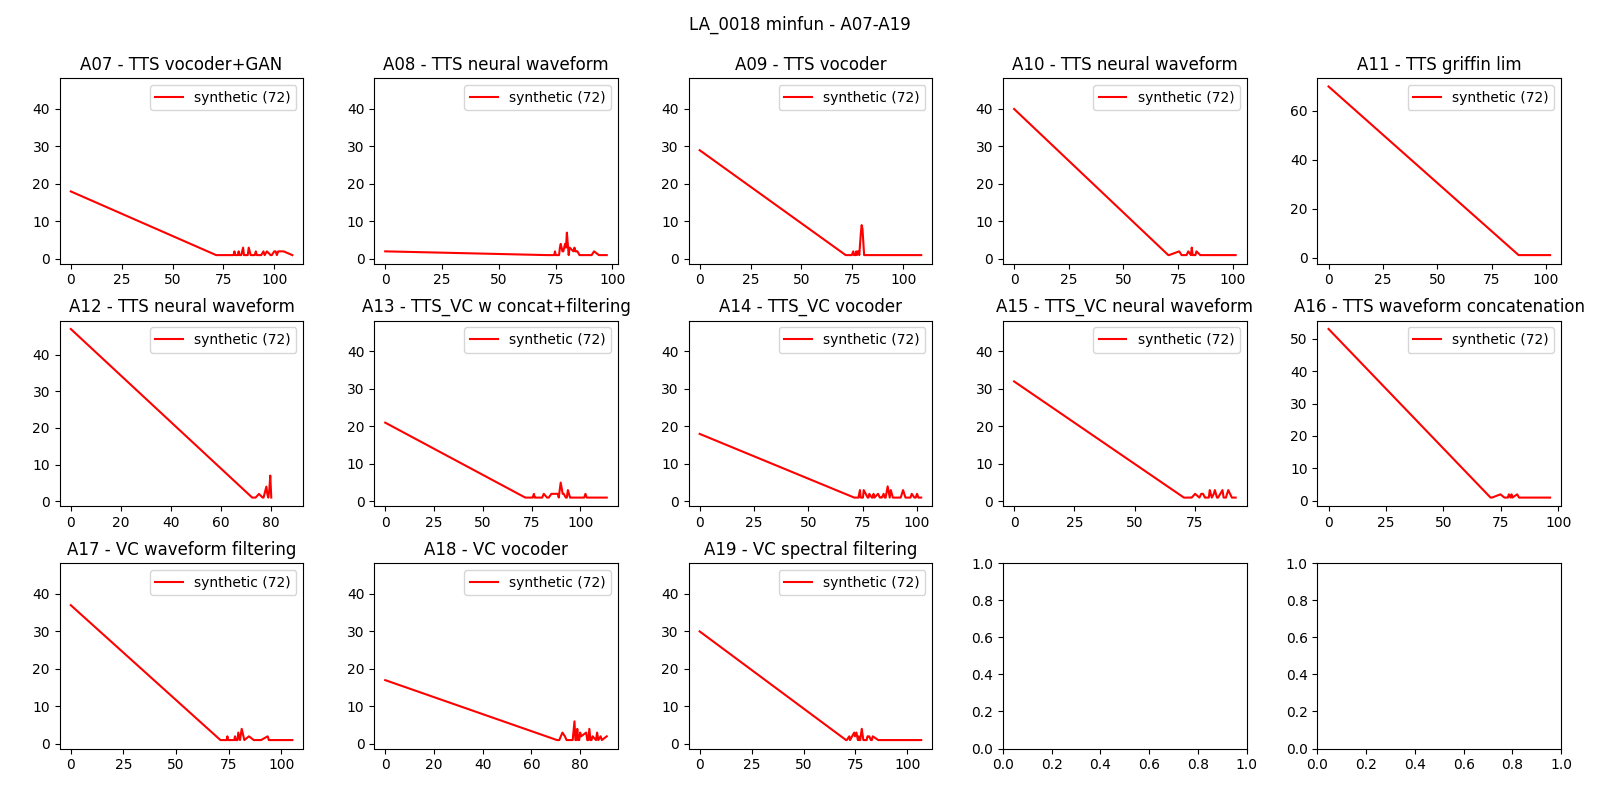 LA_0018 minfun - A07-A19
A07 - TTS vocoder+GAN
A08 - TTS neural waveform
A09 - TTS vocoder
A10 - TTS neural waveform
A11 - TTS griffin lim
synthetic (72)
synthetic (72)
synthetic (72)
synthetic (72)
synthetic (72)
40
30
20
10
0
0 25 50 75 100
40
30
20
10
0
0 25 50 75 100
40
30
20
10
0
0 25 50 75 100
40
30
20
10
0
0 25 50 75 100
60
40
20
0
0 25 50 75 100
A12 - TTS neural waveform
A13 - TTS_VC w concat+filtering
A14 - TTS_VC vocoder
A15 - TTS_VC neural waveform
A16 - TTS waveform concatenation
synthetic (72)
synthetic (72)
synthetic (72)
synthetic (72)
synthetic (72)
40
30
20
10
0
0 20 40 60 80
40
30
20
10
0
0 25 50 75 100
40
30
20
10
0
0 25 50 75 100
40
30
20
10
0
0 25 50 75
50
40
30
20
10
0
0 25 50 75 100
A17 - VC waveform filtering
A18 - VC vocoder
A19 - VC spectral filtering
synthetic (72)
synthetic (72)
synthetic (72)
40
30
20
10
0
0 25 50 75 100
40
30
20
10
0
0 20 40 60 80
40
30
20
10
0
0 25 50 75 100
1.0
0.8
0.6
0.4
0.2
0.0
0.0 0.2 0.4 0.6 0.8 1.0
1.0
0.8
0.6
0.4
0.2
0.0
0.0 0.2 0.4 0.6 0.8 1.0